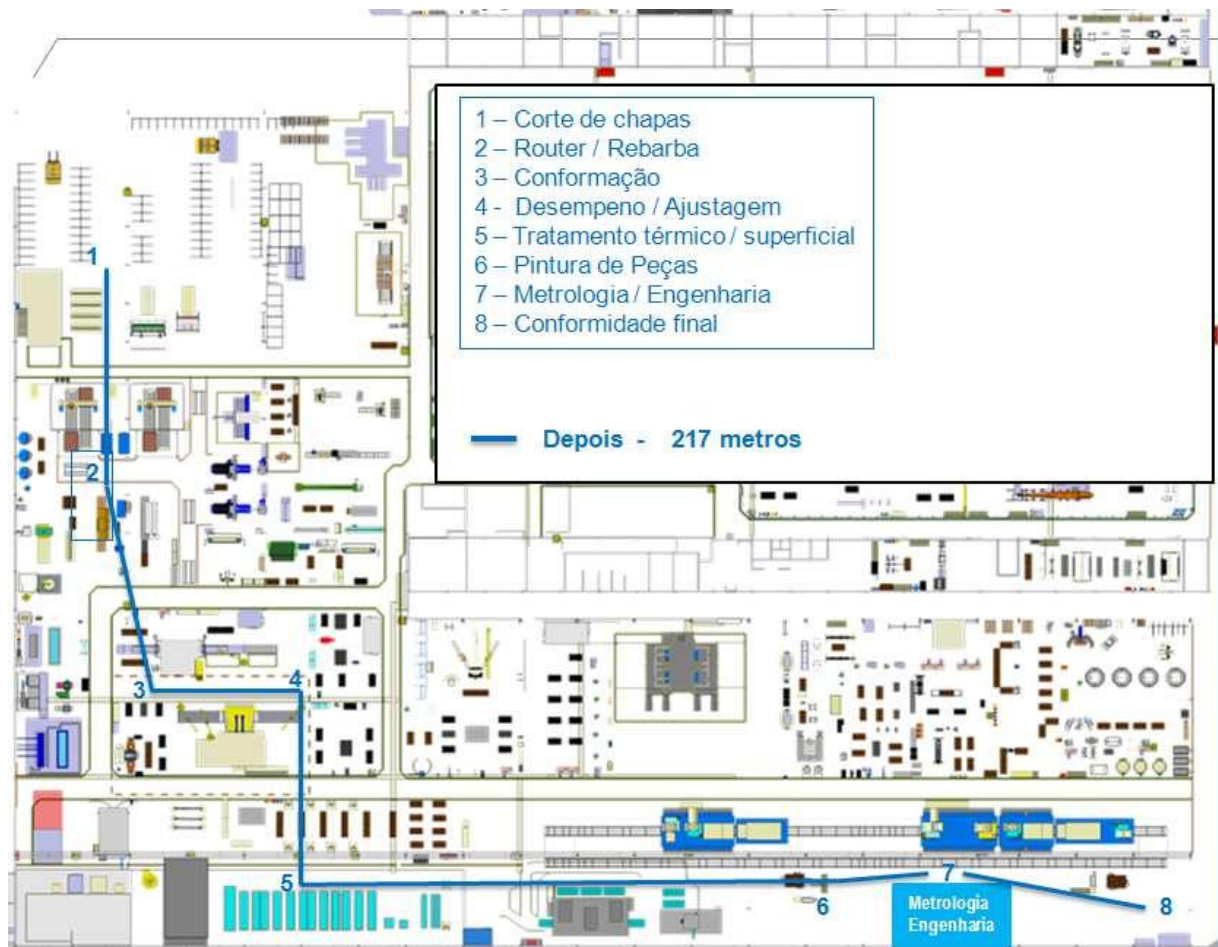 1 – Corte de chapas
2 – Router / Rebarba
3 – Conformação
4 - Desempeno / Ajustagem
5 – Tratamento térmico / superficial
6 – Pintura de Peças
7 – Metrologia / Engenharia
8 – Conformidade final
Depois - 217 metros
1
2
3
4
5
6
7
8
Metrologia
Engenharia